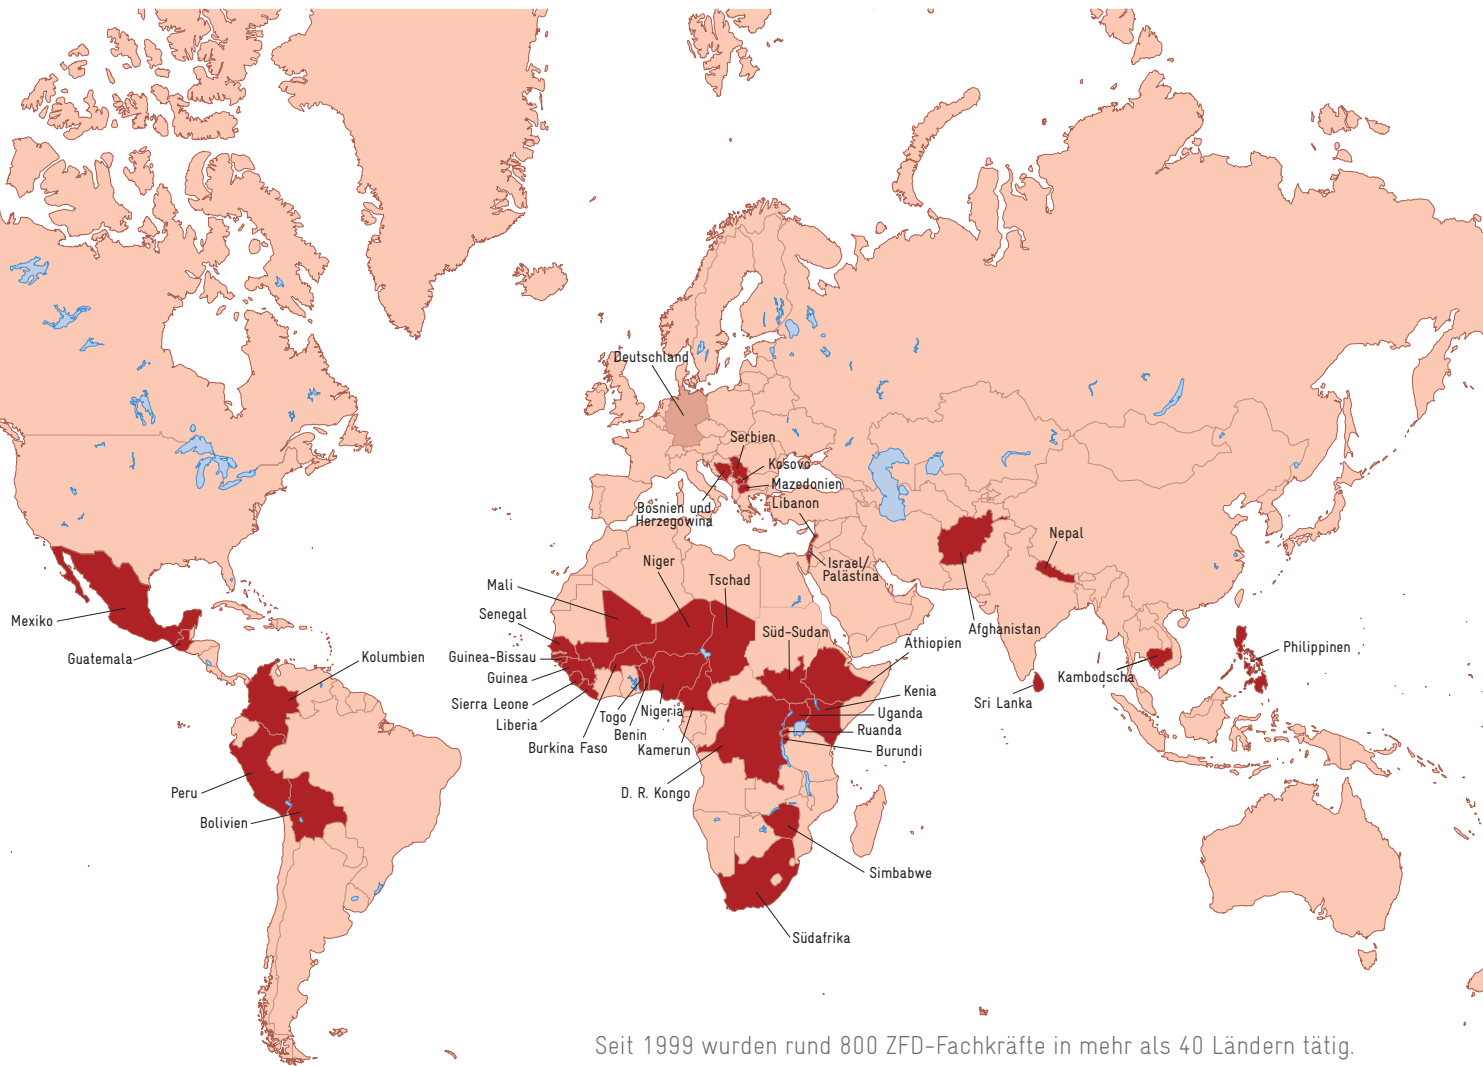 Deutschland
Serbien
Kosovo
Mazedonien
Bosnien und
Herzegowina
Libanon
Israel/
Palästina
Nepal
Niger
Tschad
Mali
Senegal
Mexiko
Guatemala
Kolumbien
Guinea-Bissau
Guinea
Sierra Leone
Liberia
Burkina Faso
Togo
Benin
Nigeria
Kamerun
D. R. Kongo
Süd-Sudan
Athiopien
Kenia
Uganda
Ruanda
Burundi
Afghanistan
Philippinen
Kambodscha
Sri Lanka
Peru
Bolivien
Simbabwe
Südafrika
Seit 1999 wurden rund 800 ZFD-Fachkräfte in mehr als 40 Ländern tätig.